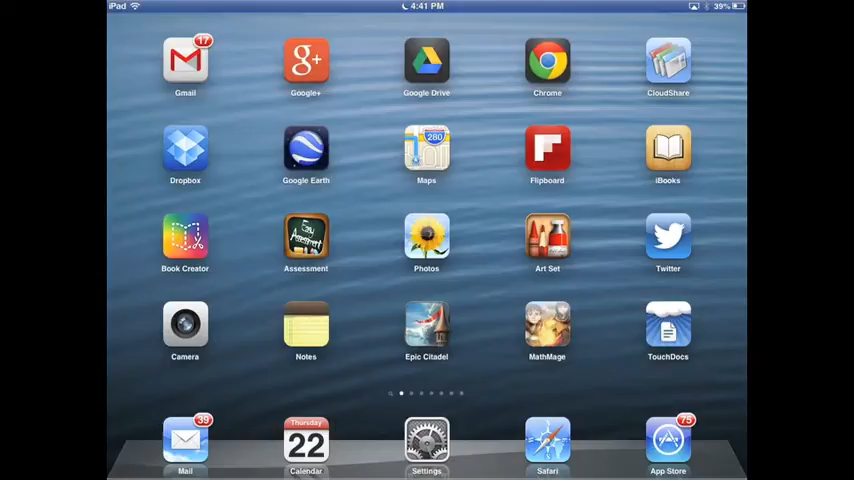 iPad 4:41 PM 39%
17
Gmail Google+ Google Drive Chrome CloudShare
g+
280
Dropbox Google Earth Maps Flipboard iBooks
Easy
Assessment
Book Creator Assessment Photos Art Set Twitter
Camera Notes Epic Citadel MathMage TouchDocs
39 Thursday 75
22
Mail Calendar Settings Safari App Store